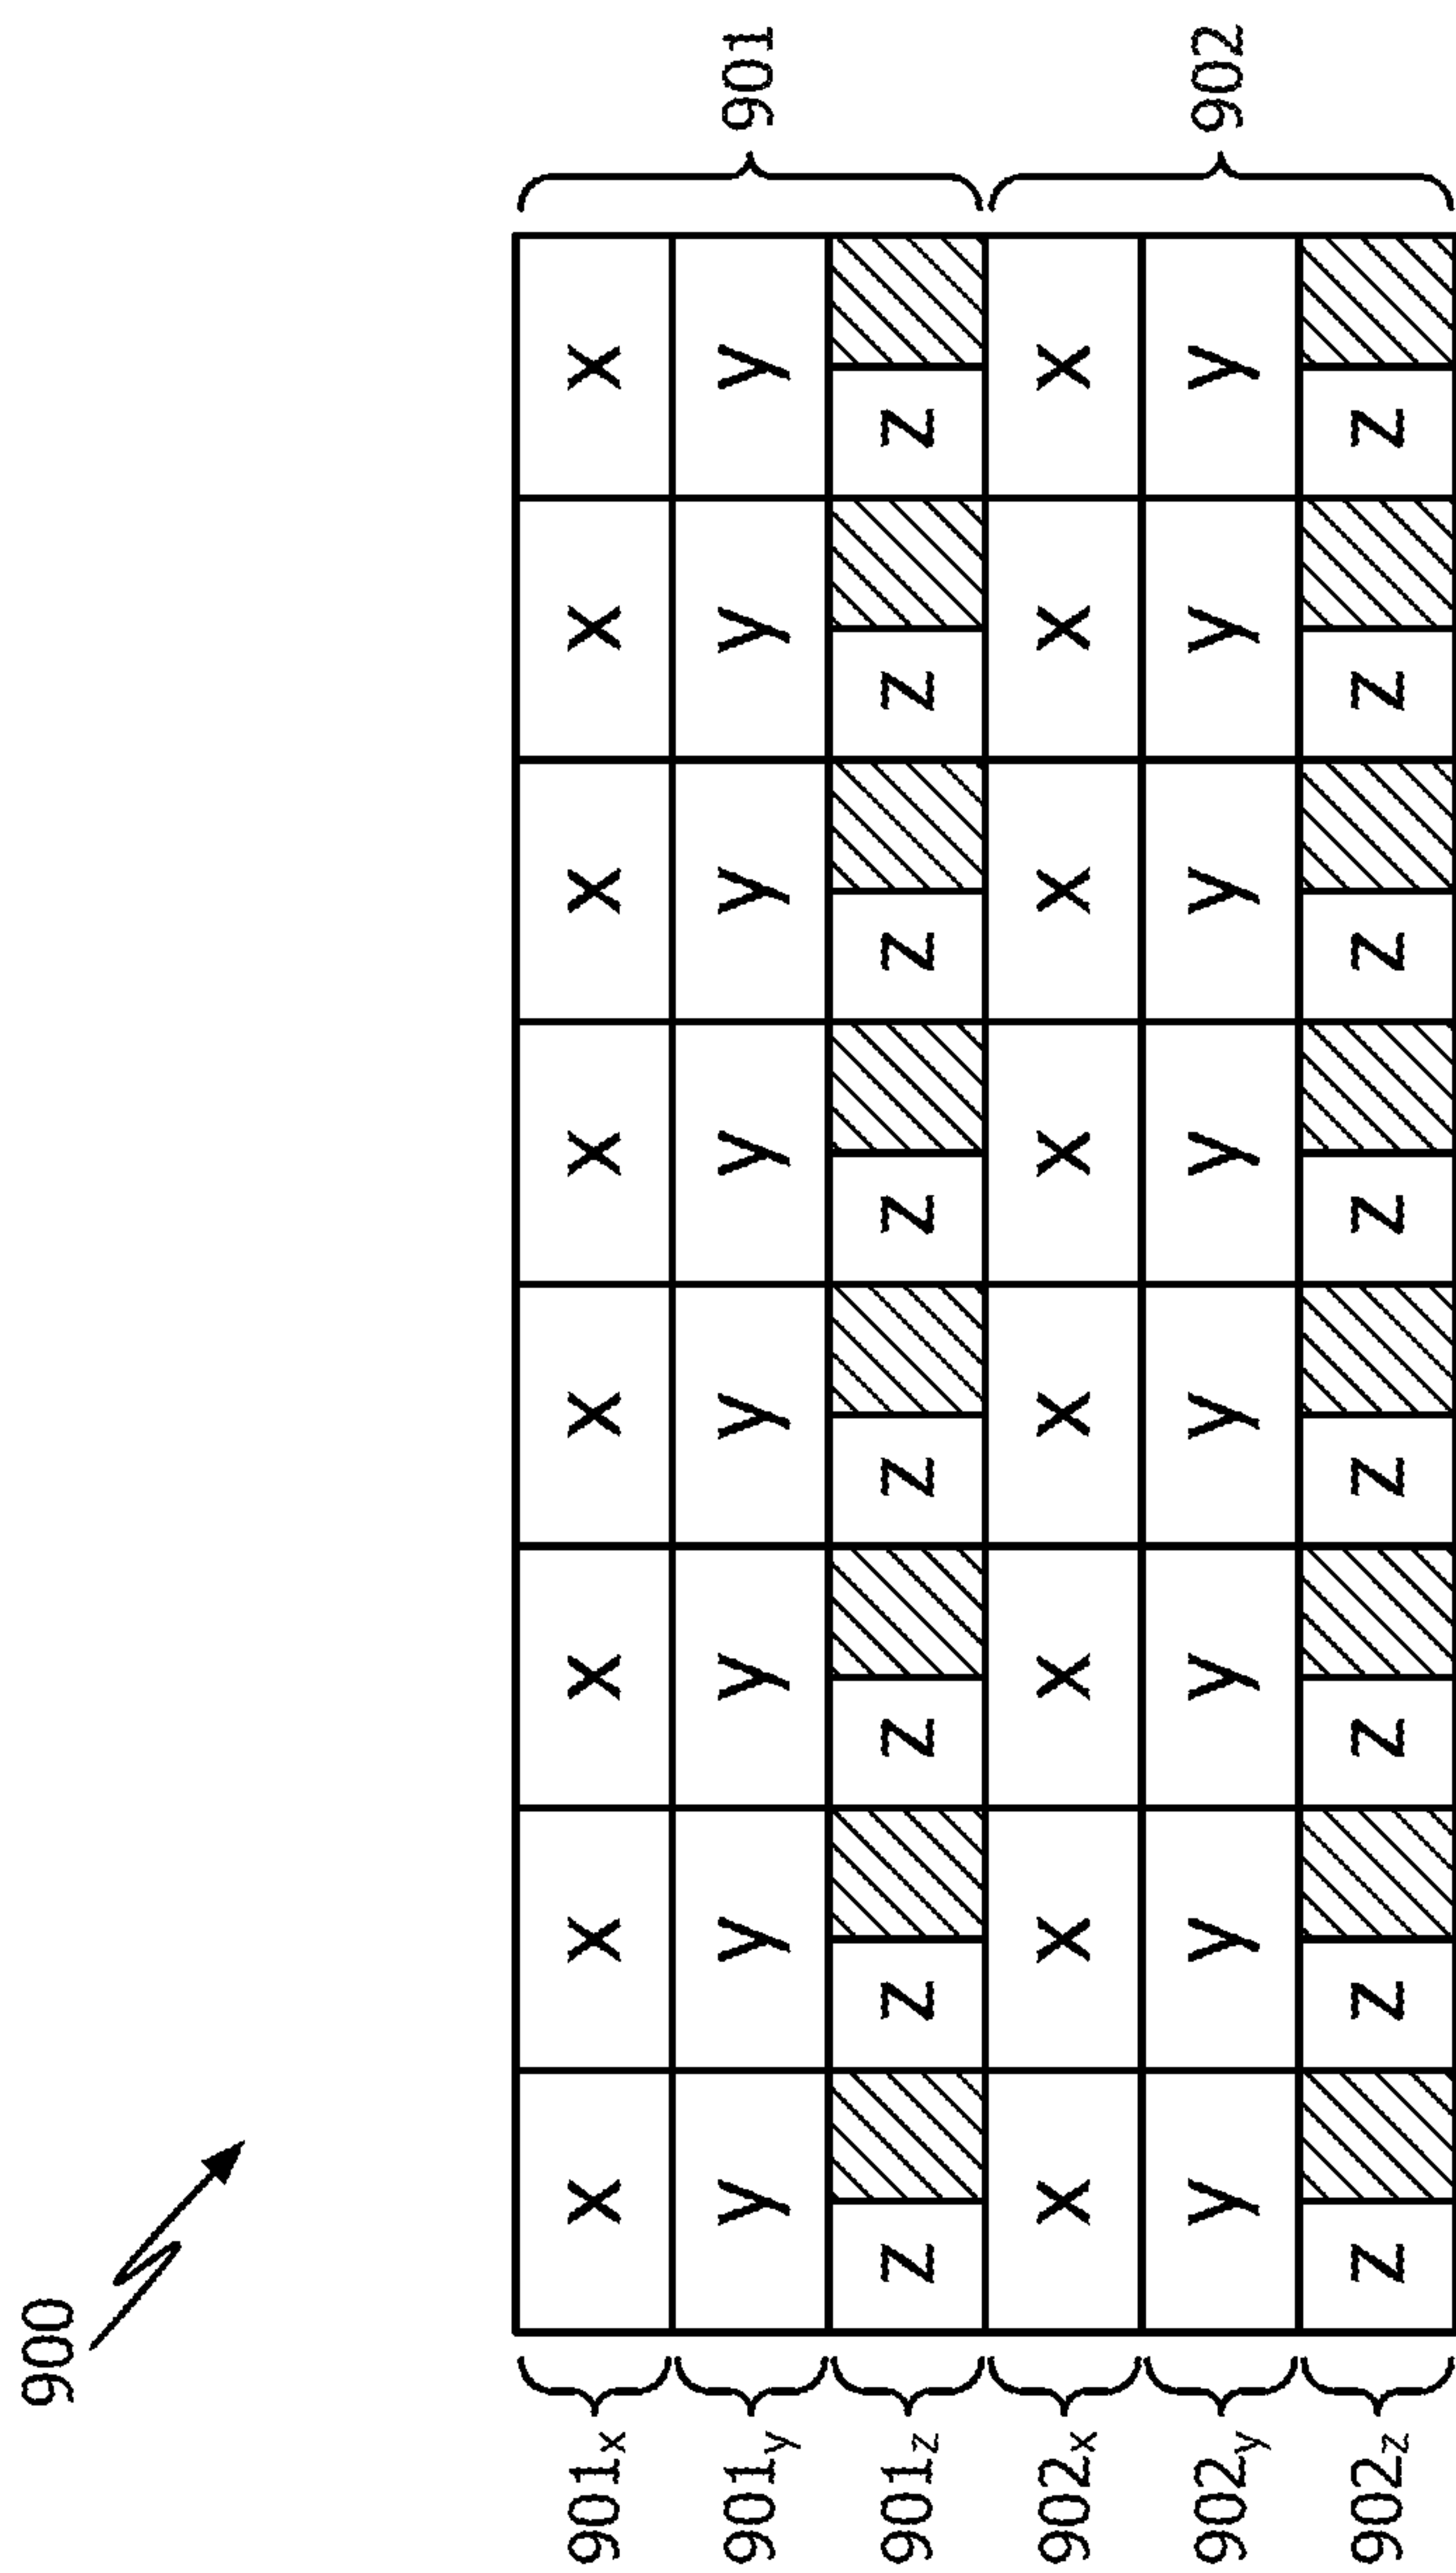 900
901x x x x x x x x x
901y y y y y y y y y 901
901z z z z z z z z z
902x x x x x x x x x
902y y y y y y y y y 902
902z z z z z z z z z